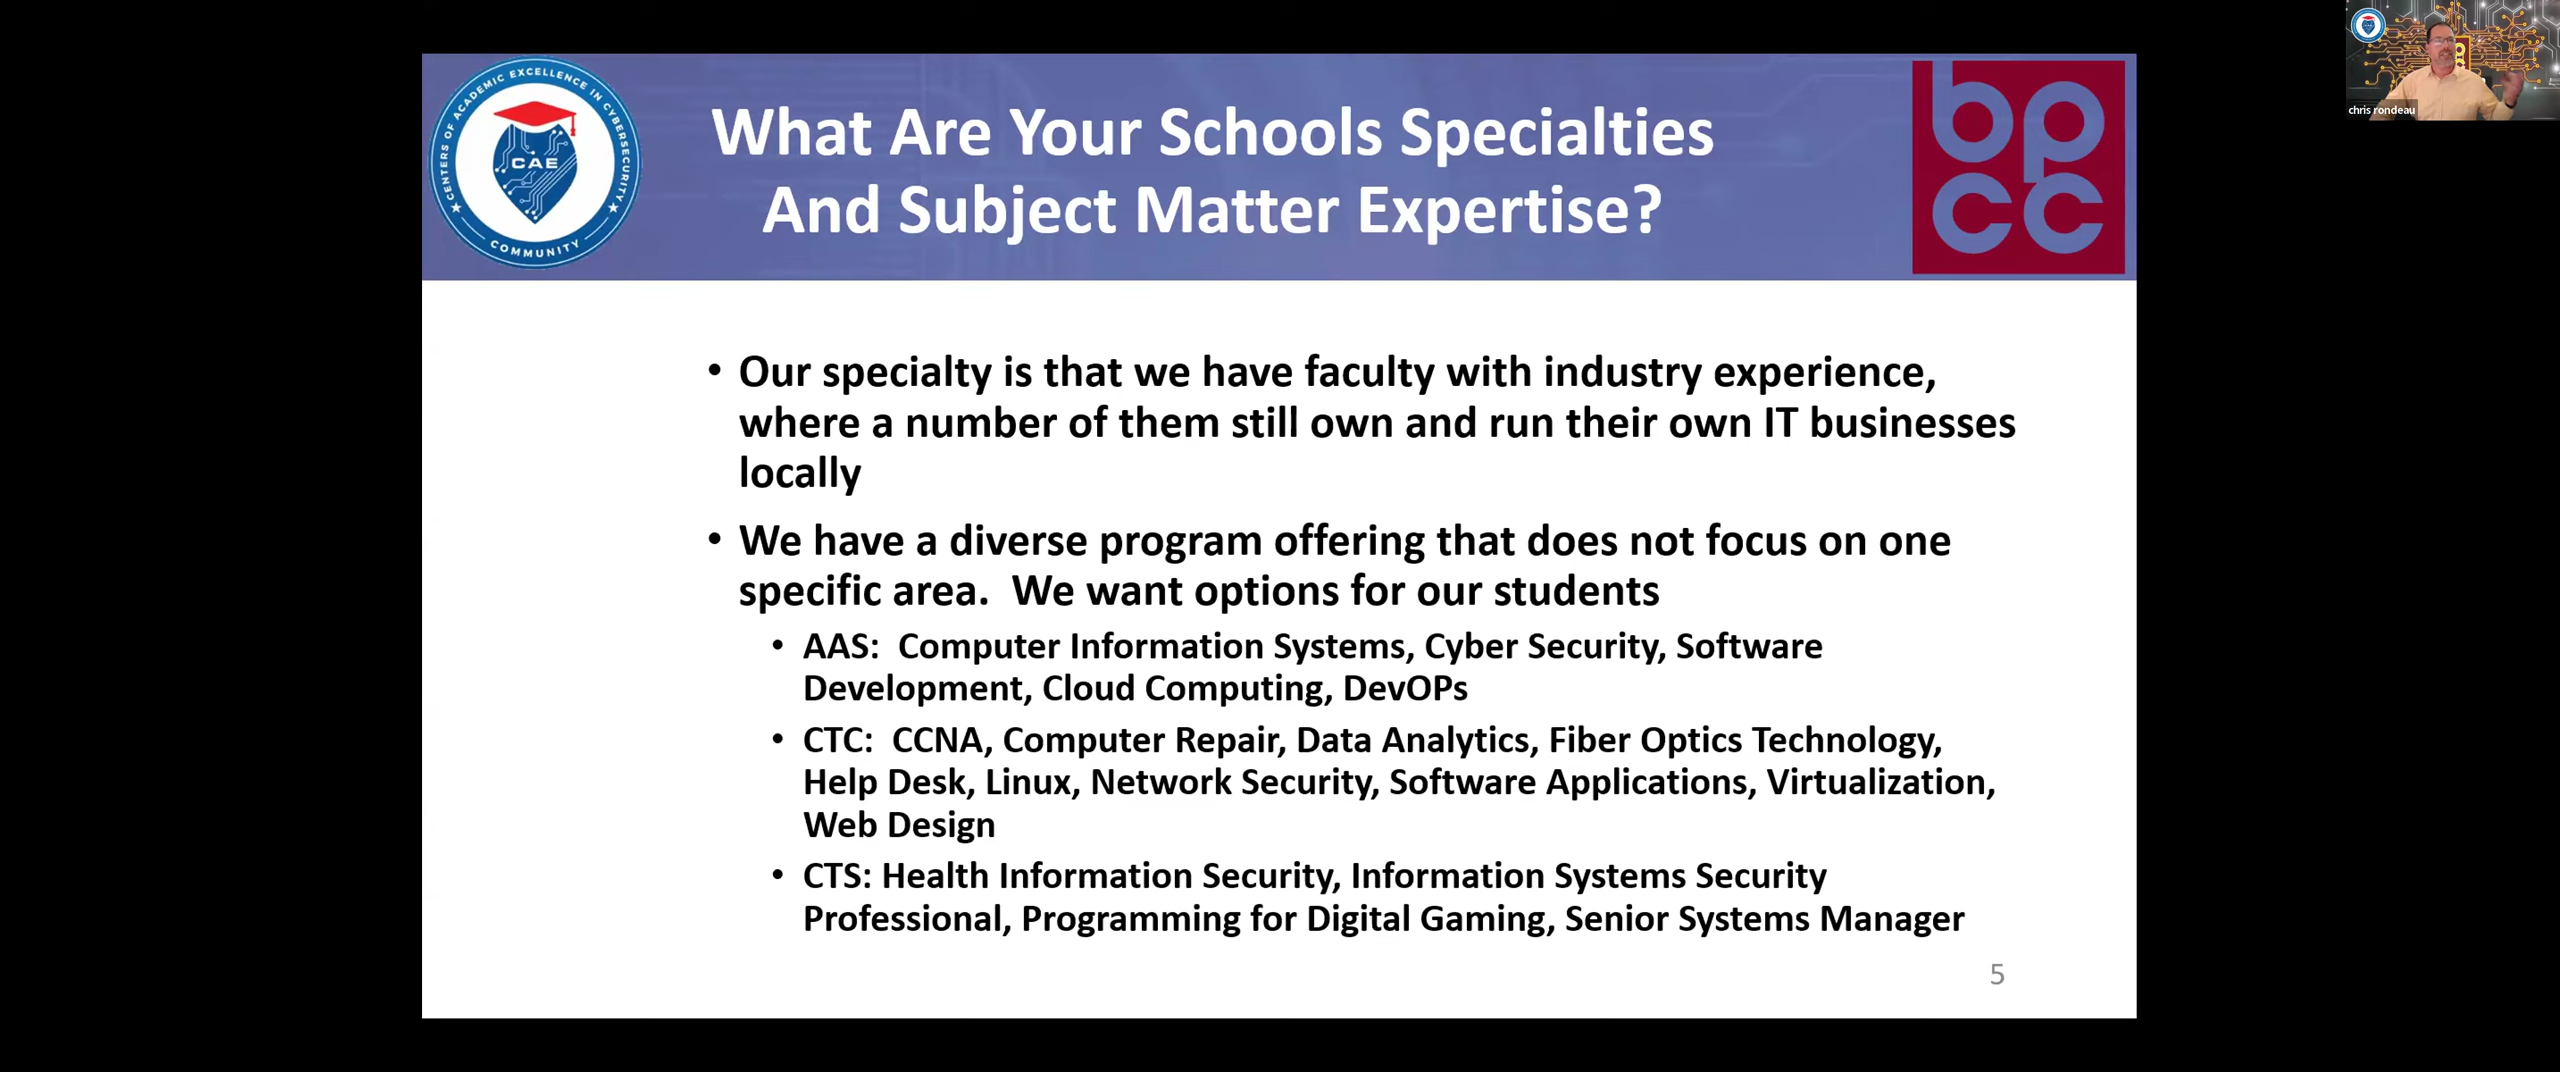 CENTERS OF ACADEMIC EXCELLENCE IN CYBERSECURITY
CAE
COMMUNITY
What Are Your Schools Specialties
And Subject Matter Expertise?
bp
cc
chris rondeau
• Our specialty is that we have faculty with industry experience,
where a number of them still own and run their own IT businesses
locally
• We have a diverse program offering that does not focus on one
specific area.  We want options for our students
• AAS:  Computer Information Systems, Cyber Security, Software
Development, Cloud Computing, DevOPs
• CTC:  CCNA, Computer Repair, Data Analytics, Fiber Optics Technology,
Help Desk, Linux, Network Security, Software Applications, Virtualization,
Web Design
• CTS: Health Information Security, Information Systems Security
Professional, Programming for Digital Gaming, Senior Systems Manager
5